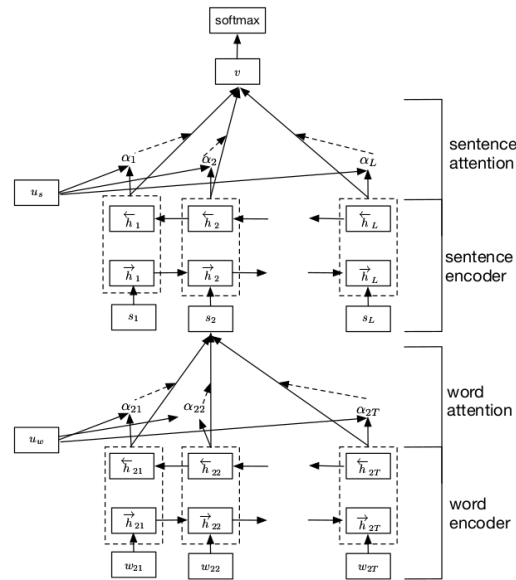 softmax
v
sentence
attention
α1 α2 αL
us
←h 1 ←h 2 ←h L
sentence
encoder
→h 1 →h 2 →h L
s1 s2 sL
word
attention
α21 α22 α2T
uw
←h 21 ←h 22 ←h 2T
word
encoder
→h 21 →h 22 →h 2T
w21 w22 w2T